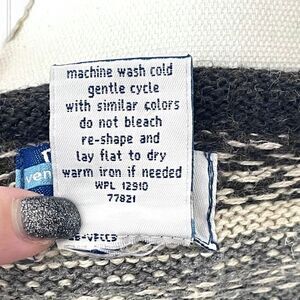 machine wash cold
gentle cycle
with similar colors
do not bleach
re-shape and
lay flat to dry
warm iron if needed
WPL 12910
77821
ven